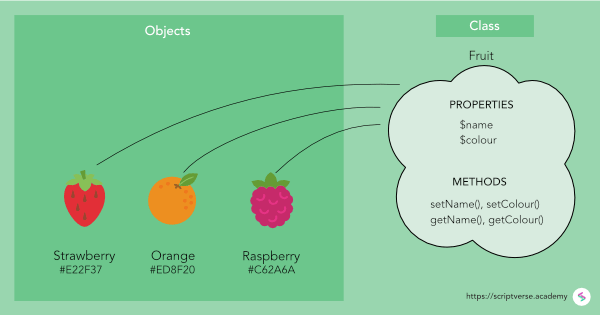 Objects
Class
Fruit
PROPERTIES
$name
$colour
METHODS
setName(), setColour()
getName(), getColour()
Strawberry
#E22F37
Orange
#ED8F20
Raspberry
#C62A6A
https://scriptverse.academy